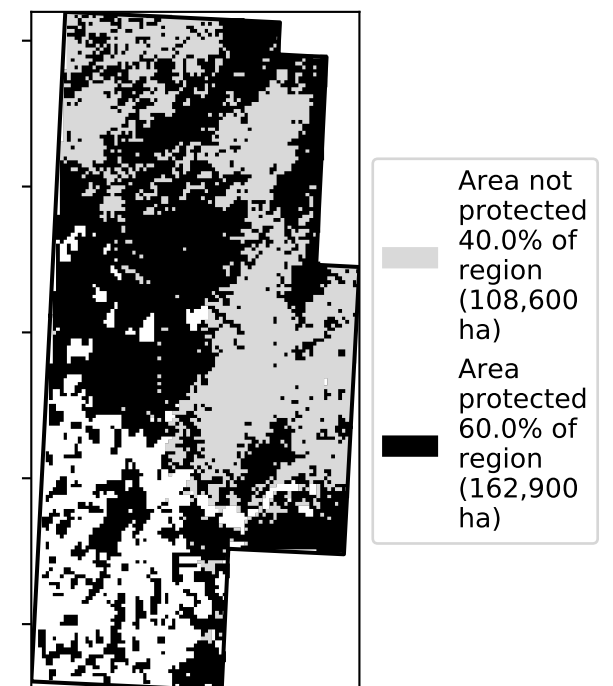 Area not
protected
40.0% of
region
(108,600
ha)
Area
protected
60.0% of
region
(162,900
ha)